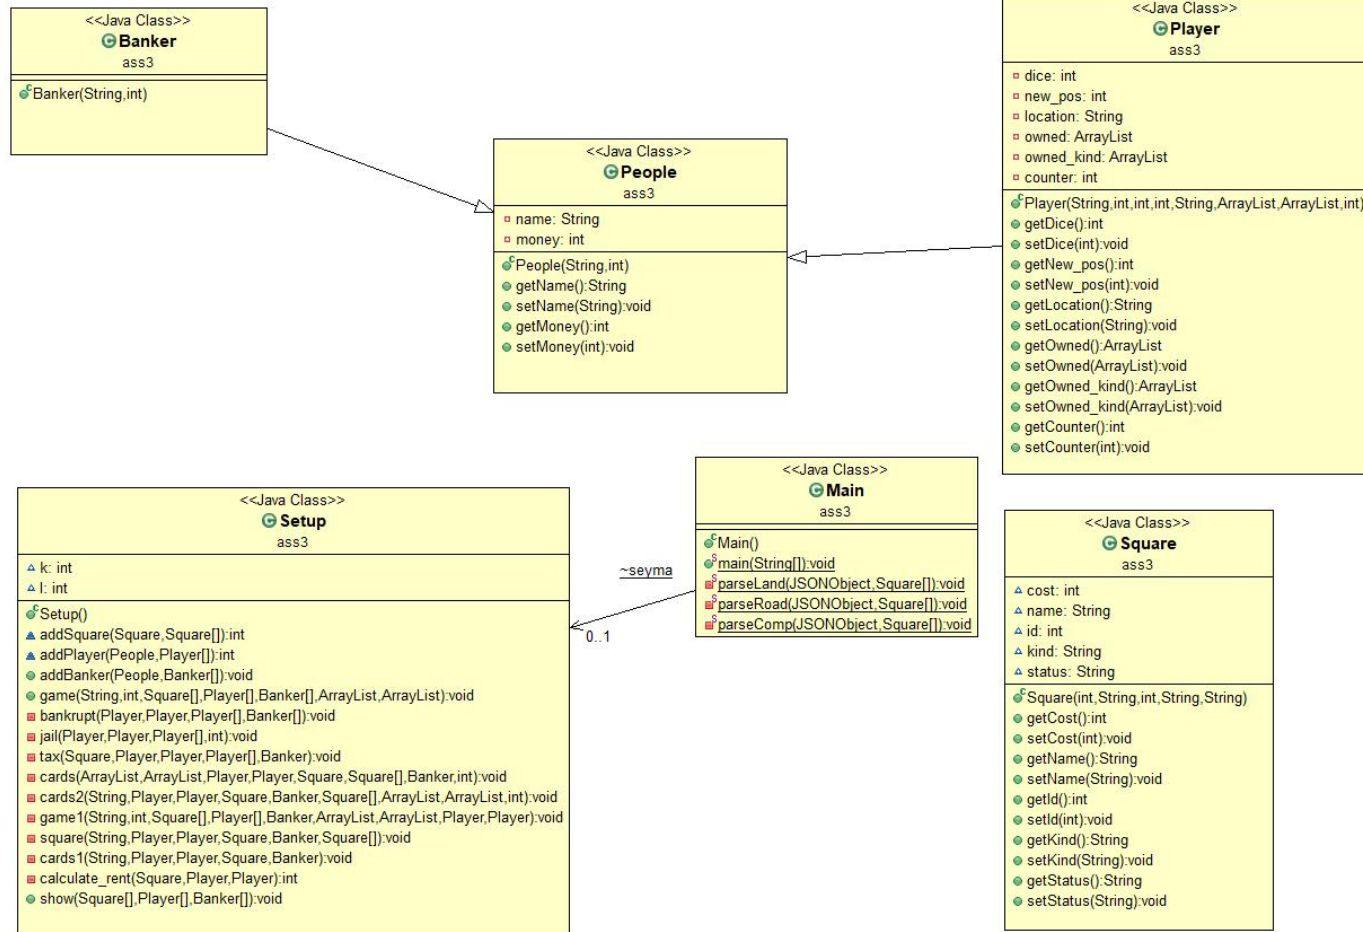 <<Java Class>>
Banker
ass3
Banker(String,int)
<<Java Class>>
People
ass3
name: String
money: int
People(String,int)
getName():String
setName(String):void
getMoney():int
setMoney(int):void
<<Java Class>>
Player
ass3
dice: int
new_pos: int
location: String
owned: ArrayList
owned_kind: ArrayList
counter: int
Player(String,int,int,int,String,ArrayList,ArrayList,int)
getDice():int
setDice(int):void
getNew_pos():int
setNew_pos(int):void
getLocation():String
setLocation(String):void
getOwned():ArrayList
setOwned(ArrayList):void
getOwned_kind():ArrayList
setOwned_kind(ArrayList):void
getCounter():int
setCounter(int):void
<<Java Class>>
Setup
ass3
k: int
l: int
Setup()
addSquare(Square,Square[]):int
addPlayer(People,Player[]):int
addBanker(People,Banker[]):void
game(String,int,Square[],Player[],Banker[],ArrayList,ArrayList):void
bankrupt(Player,Player,Player[],Banker[]):void
jail(Player,Player,Player[],int):void
tax(Square,Player,Player,Player[],Banker):void
cards(ArrayList,ArrayList,Player,Player,Square,Square[],Banker,int):void
cards2(String,Player,Player,Square,Banker,Square[],ArrayList,ArrayList,int):void
game1(String,int,Square[],Player[],Banker,ArrayList,ArrayList,Player,Player):void
square(String,Player,Player,Square,Banker,Square[]):void
cards1(String,Player,Player,Square,Banker):void
calculate_rent(Square,Player,Player):int
show(Square[],Player[],Banker[]):void
~seyma
0..1
<<Java Class>>
Main
ass3
Main()
main(String[]):void
parseLand(JSONObject,Square[]):void
parseRoad(JSONObject,Square[]):void
parseComp(JSONObject,Square[]):void
<<Java Class>>
Square
ass3
cost: int
name: String
id: int
kind: String
status: String
Square(int,String,int,String,String)
getCost():int
setCost(int):void
getName():String
setName(String):void
getId():int
setId(int):void
getKind():String
setKind(String):void
getStatus():String
setStatus(String):void